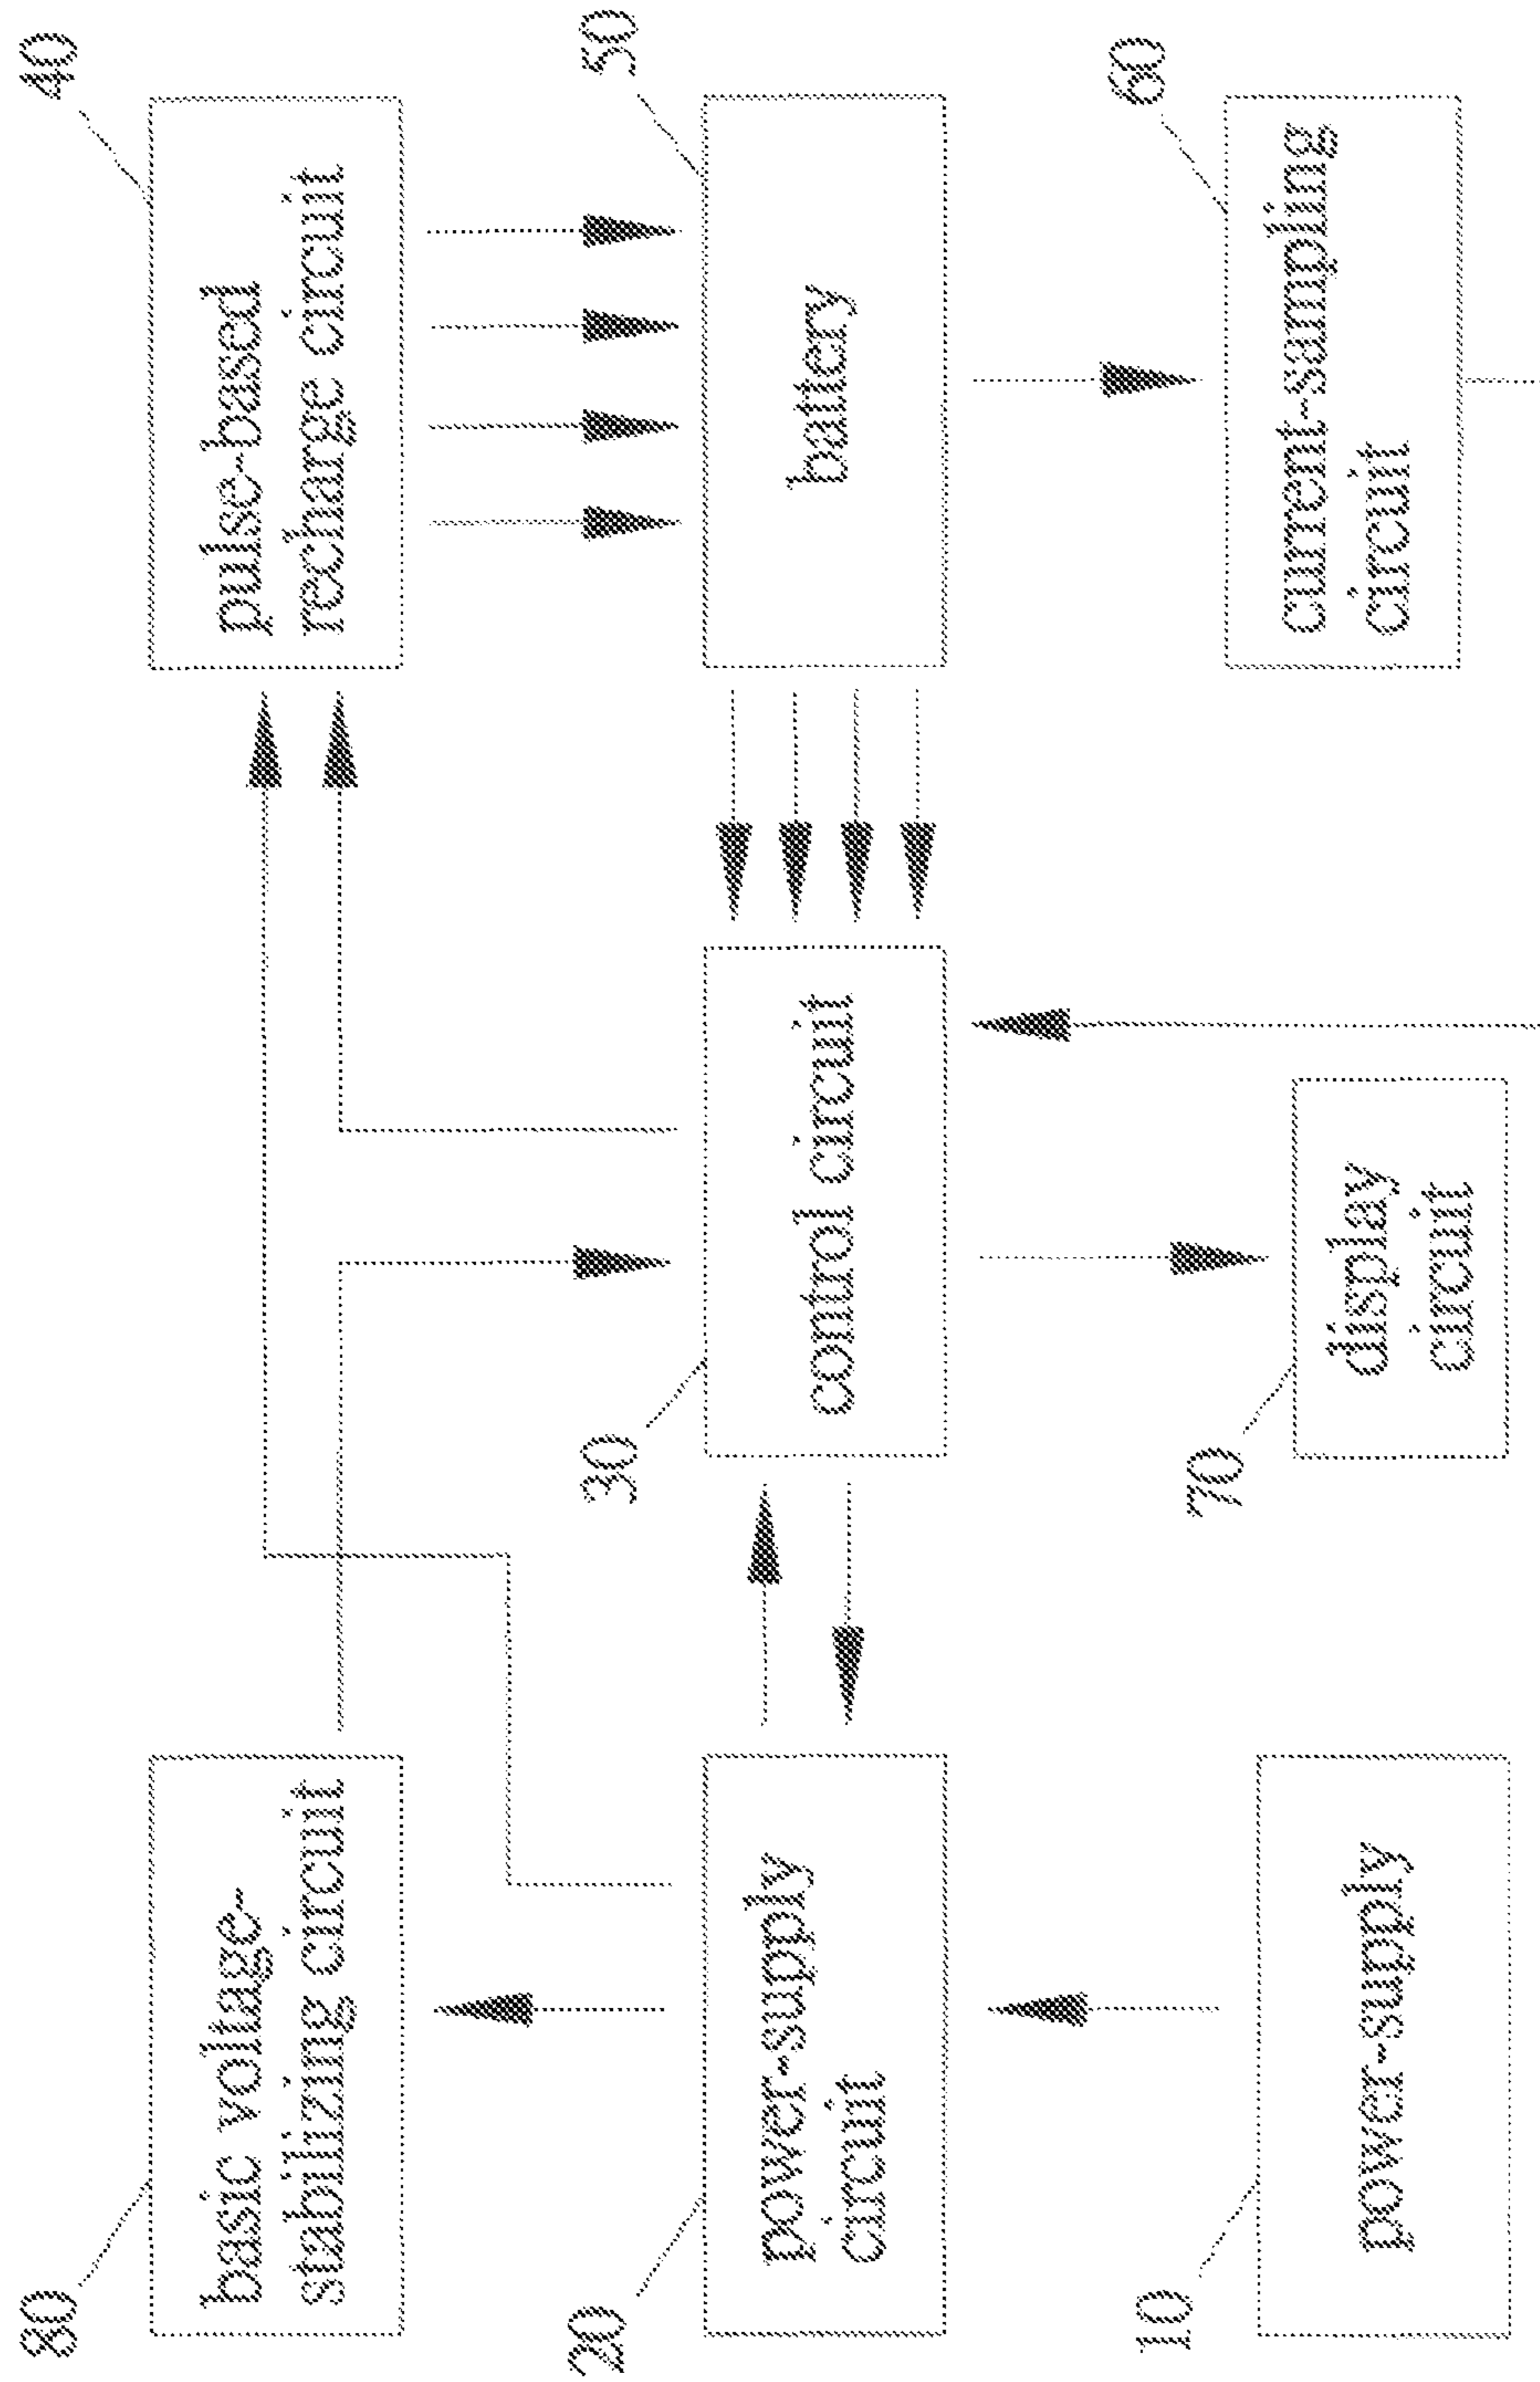 80
basic voltage-
stabilizing circuit
40
pulse-based
recharge circuit
20
power-supply
circuit
30
control circuit
50
battery
10
power-supply
70
display
circuit
60
current-sampling
circuit